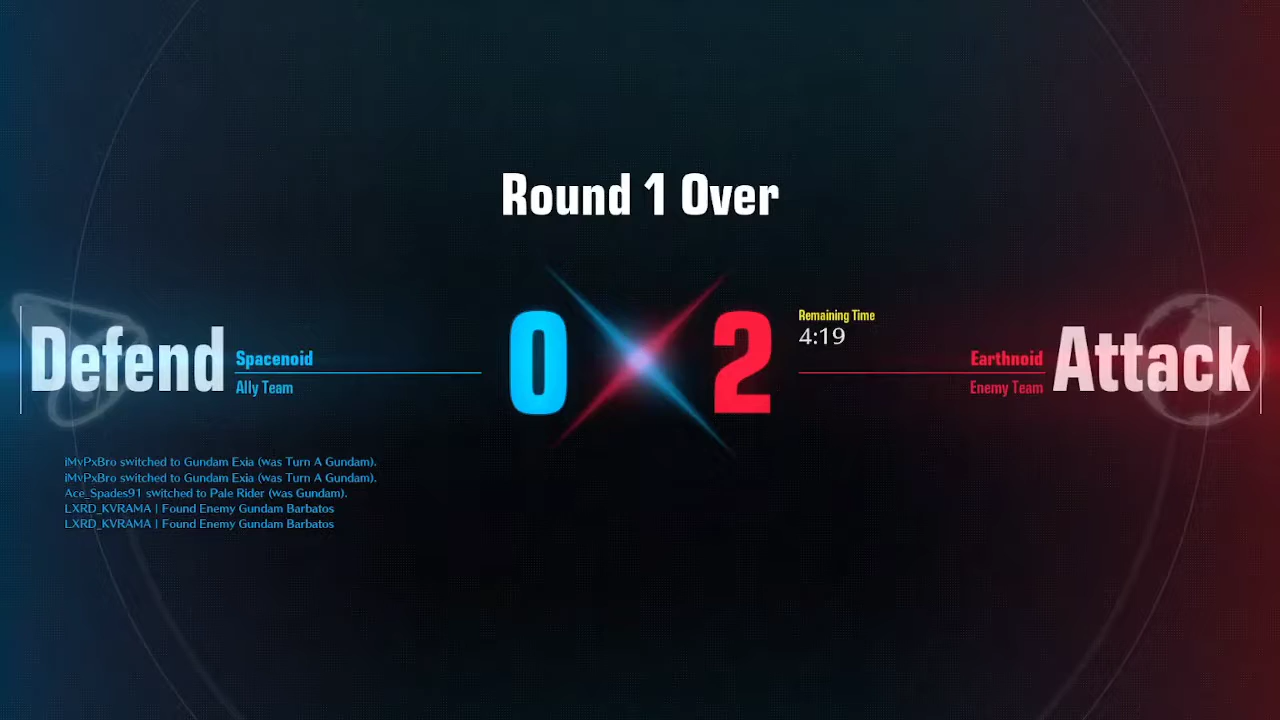 Round 1 Over
Defend
Spacenoid
Ally Team
0
2
Remaining Time
4:19
Earthnoid
Enemy Team
Attack
iMvPxBro switched to Gundam Exia (was Turn A Gundam).
iMvPxBro switched to Gundam Exia (was Turn A Gundam).
Ace_Spades91 switched to Pale Rider (was Gundam).
LXRD_KVRAMA | Found Enemy Gundam Barbatos
LXRD_KVRAMA | Found Enemy Gundam Barbatos